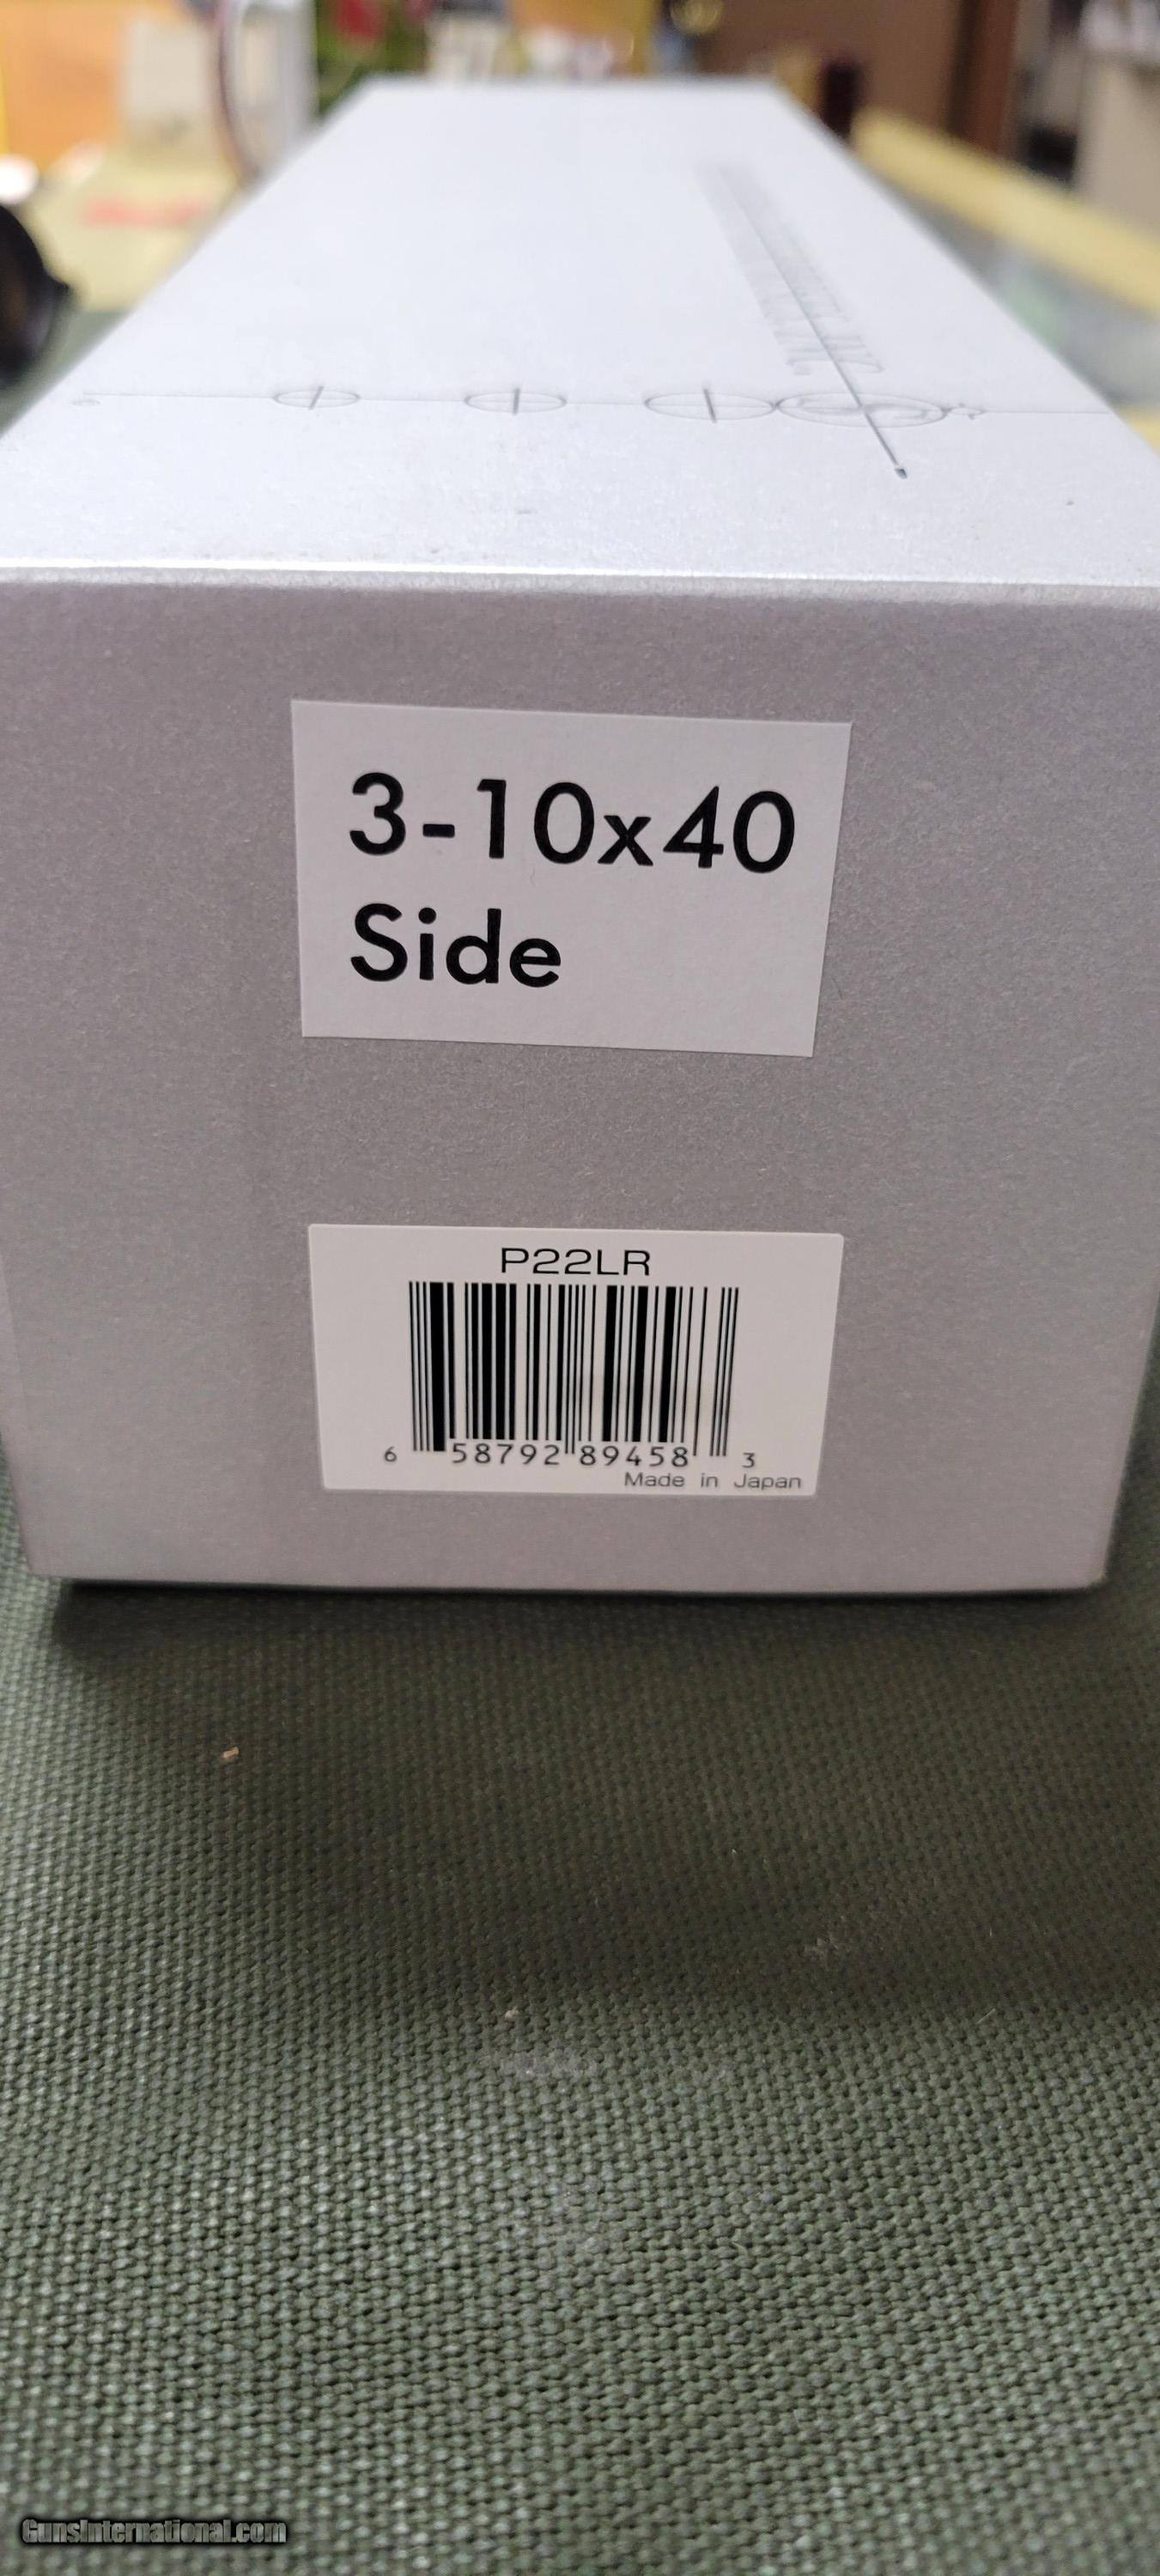 3-10x40
Side
P22LR
6 58792 89458 3
Made in Japan
GunsInternational.com